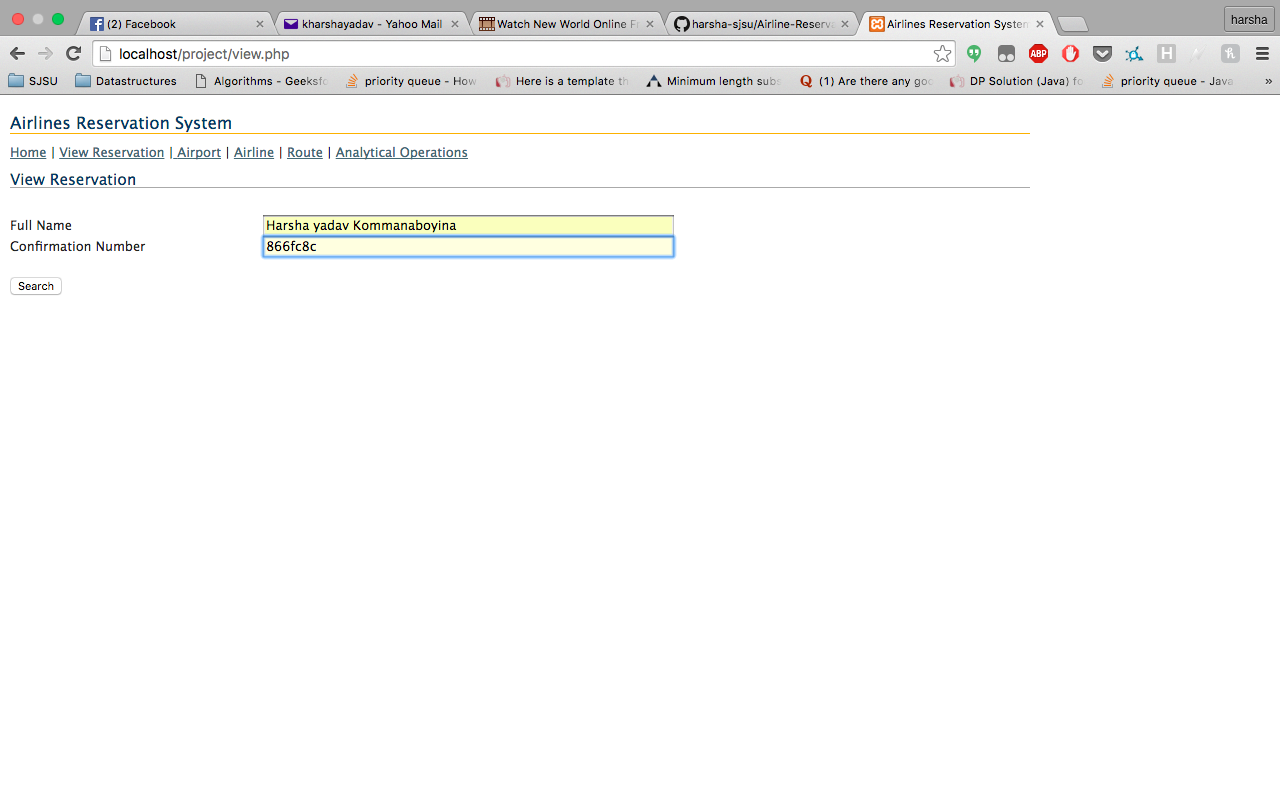 (2) Facebook
kharshayadav - Yahoo Mail
Watch New World Online Fr
harsha-sjsu/Airline-Reserva
Airlines Reservation System
harsha
localhost/project/view.php
ABP
H
SJSU
Datastructures
Algorithms - Geeksfo
priority queue - How
Here is a template th
Minimum length subs
(1) Are there any goo
DP Solution (Java) fo
priority queue - Java
»
Airlines Reservation System
Home | View Reservation | Airport | Airline | Route | Analytical Operations
View Reservation
Full Name Harsha yadav Kommanaboyina
Confirmation Number 866fc8c
Search